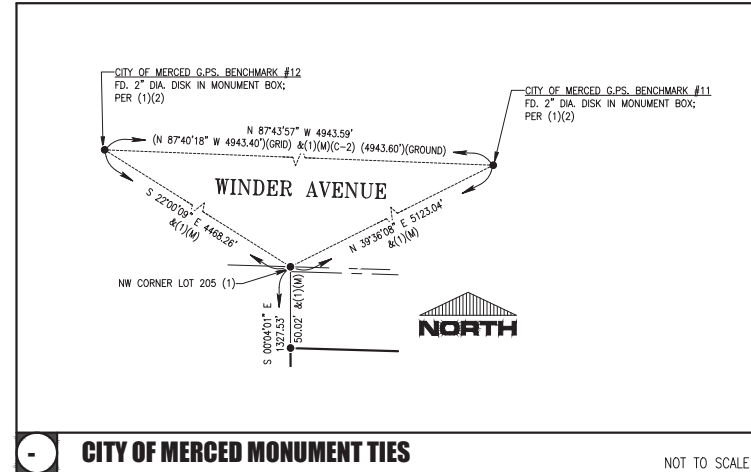 CITY OF MERCED G.P.S. BENCHMARK #12
FD. 2" DIA. DISK IN MONUMENT BOX;
PER (1)(2)
CITY OF MERCED G.P.S. BENCHMARK #11
FD. 2" DIA. DISK IN MONUMENT BOX;
PER (1)(2)
N 87°43'57" W 4943.59'
(N 87°40'18" W 4943.40')(GRID) &(1)(M)(C-2) (4943.60')(GROUND)
WINDER AVENUE
S 22°00'09" E 4468.26'
&(1)(M)
N 39°36'08" E 5123.04'
&(1)(M)
NW CORNER LOT 205 (1)
S 00°04'01" E
1327.53'
50.02' &(1)(M)
NORTH
- CITY OF MERCED MONUMENT TIES
NOT TO SCALE